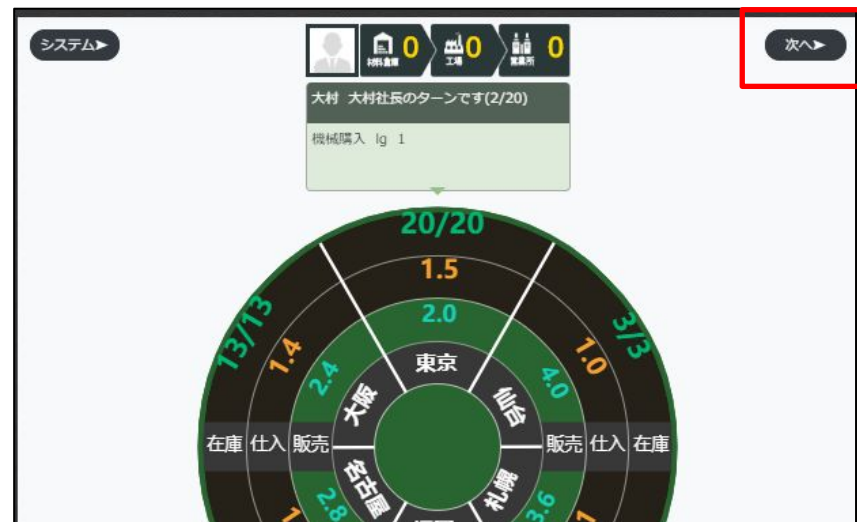 システム➤
0
0
0
材料倉庫
工場
営業所
次へ➤
大村 大村社長のターンです(2/20)
機械購入 lg 1
20/20
1.5
2.0
東京
13/13
1.4
2.4
大阪
3/3
1.0
4.0
仙台
在庫 仕入 販売
販売 仕入 在庫
名古屋
2.8
札幌
3.6